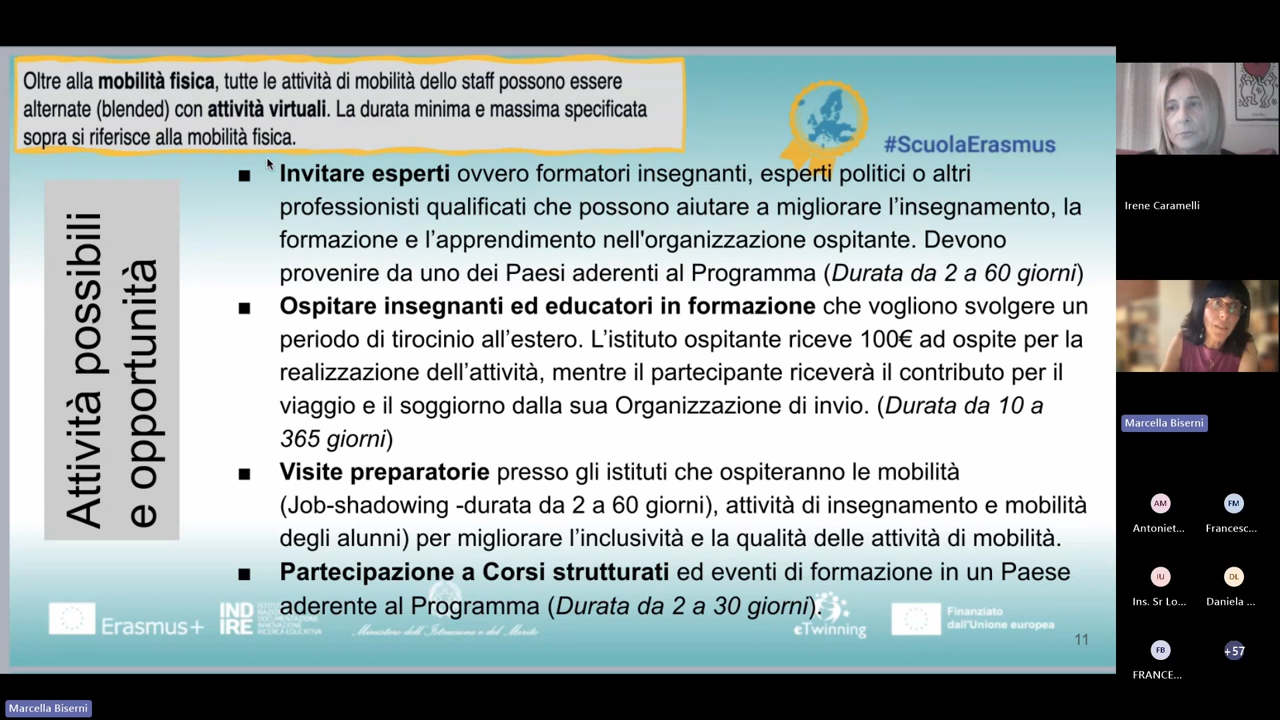 Oltre alla mobilità fisica, tutte le attività di mobilità dello staff possono essere
alternate (blended) con attività virtuali. La durata minima e massima specificata
sopra si riferisce alla mobilità fisica.
#ScuolaErasmus
Attività possibili
e opportunità
■ Invitare esperti ovvero formatori insegnanti, esperti politici o altri
professionisti qualificati che possono aiutare a migliorare l’insegnamento, la
formazione e l’apprendimento nell'organizzazione ospitante. Devono
provenire da uno dei Paesi aderenti al Programma (Durata da 2 a 60 giorni)
■ Ospitare insegnanti ed educatori in formazione che vogliono svolgere un
periodo di tirocinio all’estero. L’istituto ospitante riceve 100€ ad ospite per la
realizzazione dell’attività, mentre il partecipante riceverà il contributo per il
viaggio e il soggiorno dalla sua Organizzazione di invio. (Durata da 10 a
365 giorni)
■ Visite preparatorie presso gli istituti che ospiteranno le mobilità
(Job-shadowing -durata da 2 a 60 giorni), attività di insegnamento e mobilità
degli alunni) per migliorare l’inclusività e la qualità delle attività di mobilità.
■ Partecipazione a Corsi strutturati ed eventi di formazione in un Paese
aderente al Programma (Durata da 2 a 30 giorni).
Erasmus+
IND
IRE
Ministero dell'Istruzione e del Merito
eTwinning
Finanziato
dall'Unione europea
11
Irene Caramelli
Marcella Biserni
AM
FM
Antoniet...
Francesc...
IU
DL
Ins. Sr Lo...
Daniela ...
FB
+57
FRANCE...
Marcella Biserni